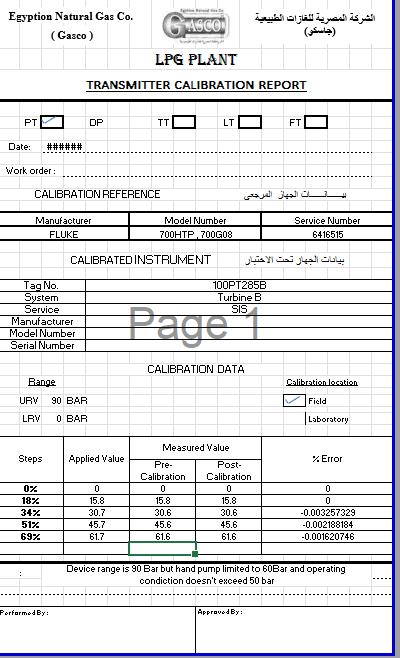 Egyption Natural Gas Co.
( Gasco )
Egyption Natural Gas Co.
GASCO
الشركة المصرية للغازات الطبيعية
(جاسكو)
LPG PLANT
TRANSMITTER CALIBRATION REPORT
PT DP TT LT FT
Date: ######
Work order:
CALIBRATION REFERENCE بيانات الجهاز المرجعى
Manufacturer Model Number Service Number
FLUKE 700HTP , 700G08 6416515
CALIBRATED INSTRUMENT بيانات الجهاز تحت الاختبار
Tag No. 100PT285B
System Turbine B
Service SIS
Manufacturer
Model Number
Serial Number
Page 1
CALIBRATION DATA
Range Calibration location
URV 90 BAR Field
LRV 0 BAR Laboratory
Steps Applied Value Measured Value % Error
Pre-Calibration Post-Calibration
0% 0 0 0 0
18% 15.8 15.8 15.8 0
34% 30.7 30.6 30.6 -0.003257329
51% 45.7 45.6 45.6 -0.002188184
69% 61.7 61.6 61.6 -0.001620746
: Device range is 90 Bar but hand pump limited to 60Bar and operating
condiction doesn't exceed 50 bar
Performed By: Approved By: